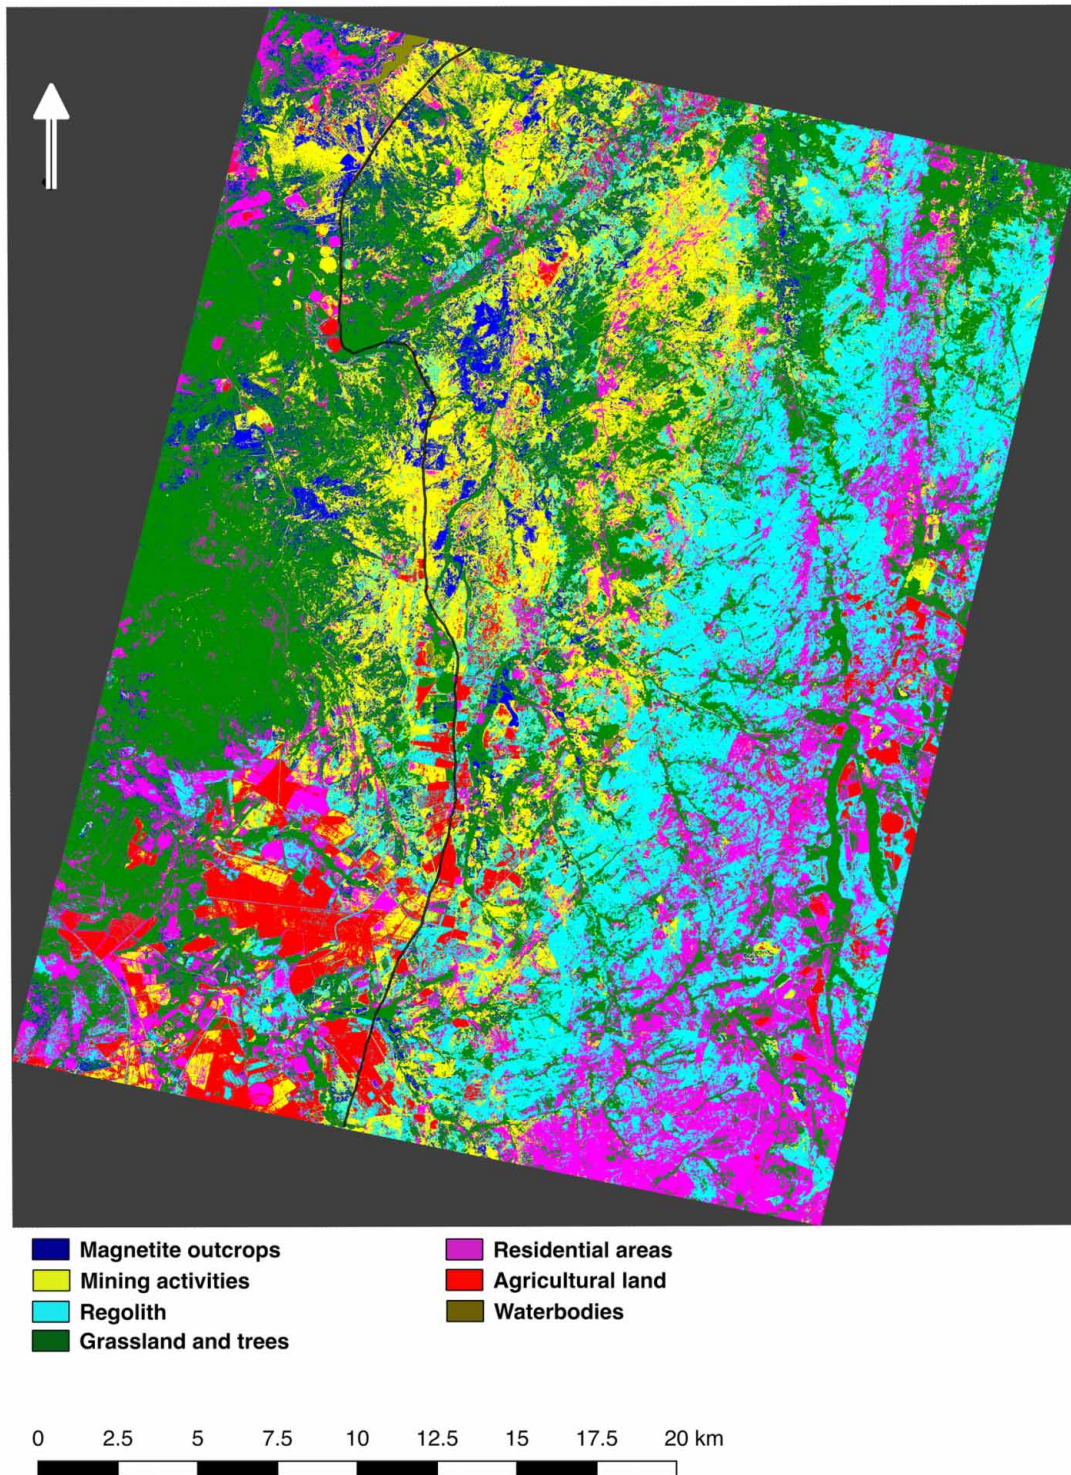 Magnetite outcrops
Mining activities
Regolith
Grassland and trees
Residential areas
Agricultural land
Waterbodies
0 2.5 5 7.5 10 12.5 15 17.5 20 km